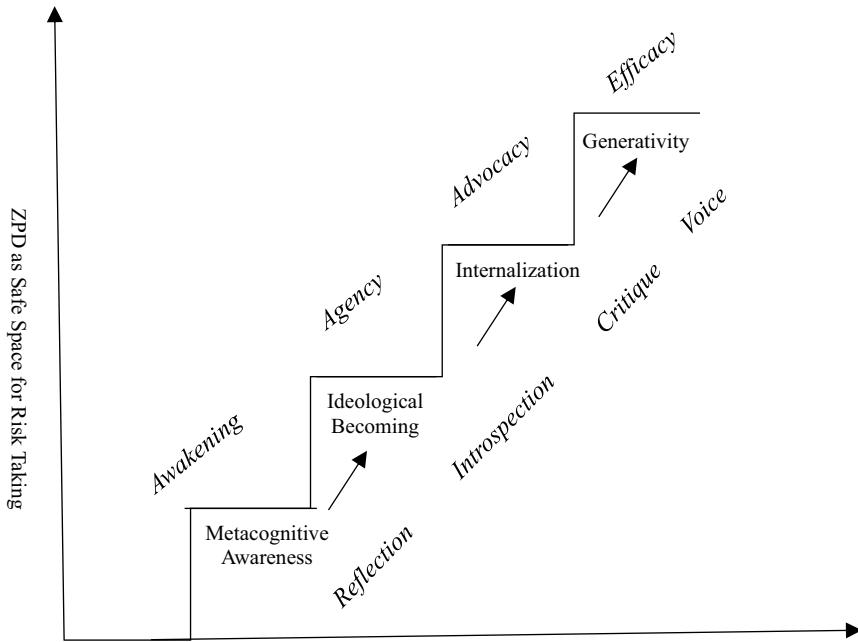 Efficacy
Generativity
Advocacy
Voice
Internalization
Critique
Agency
Ideological
Becoming
Introspection
Awakening
Metacognitive
Awareness
Reflection
ZPD as Safe Space for Risk Taking